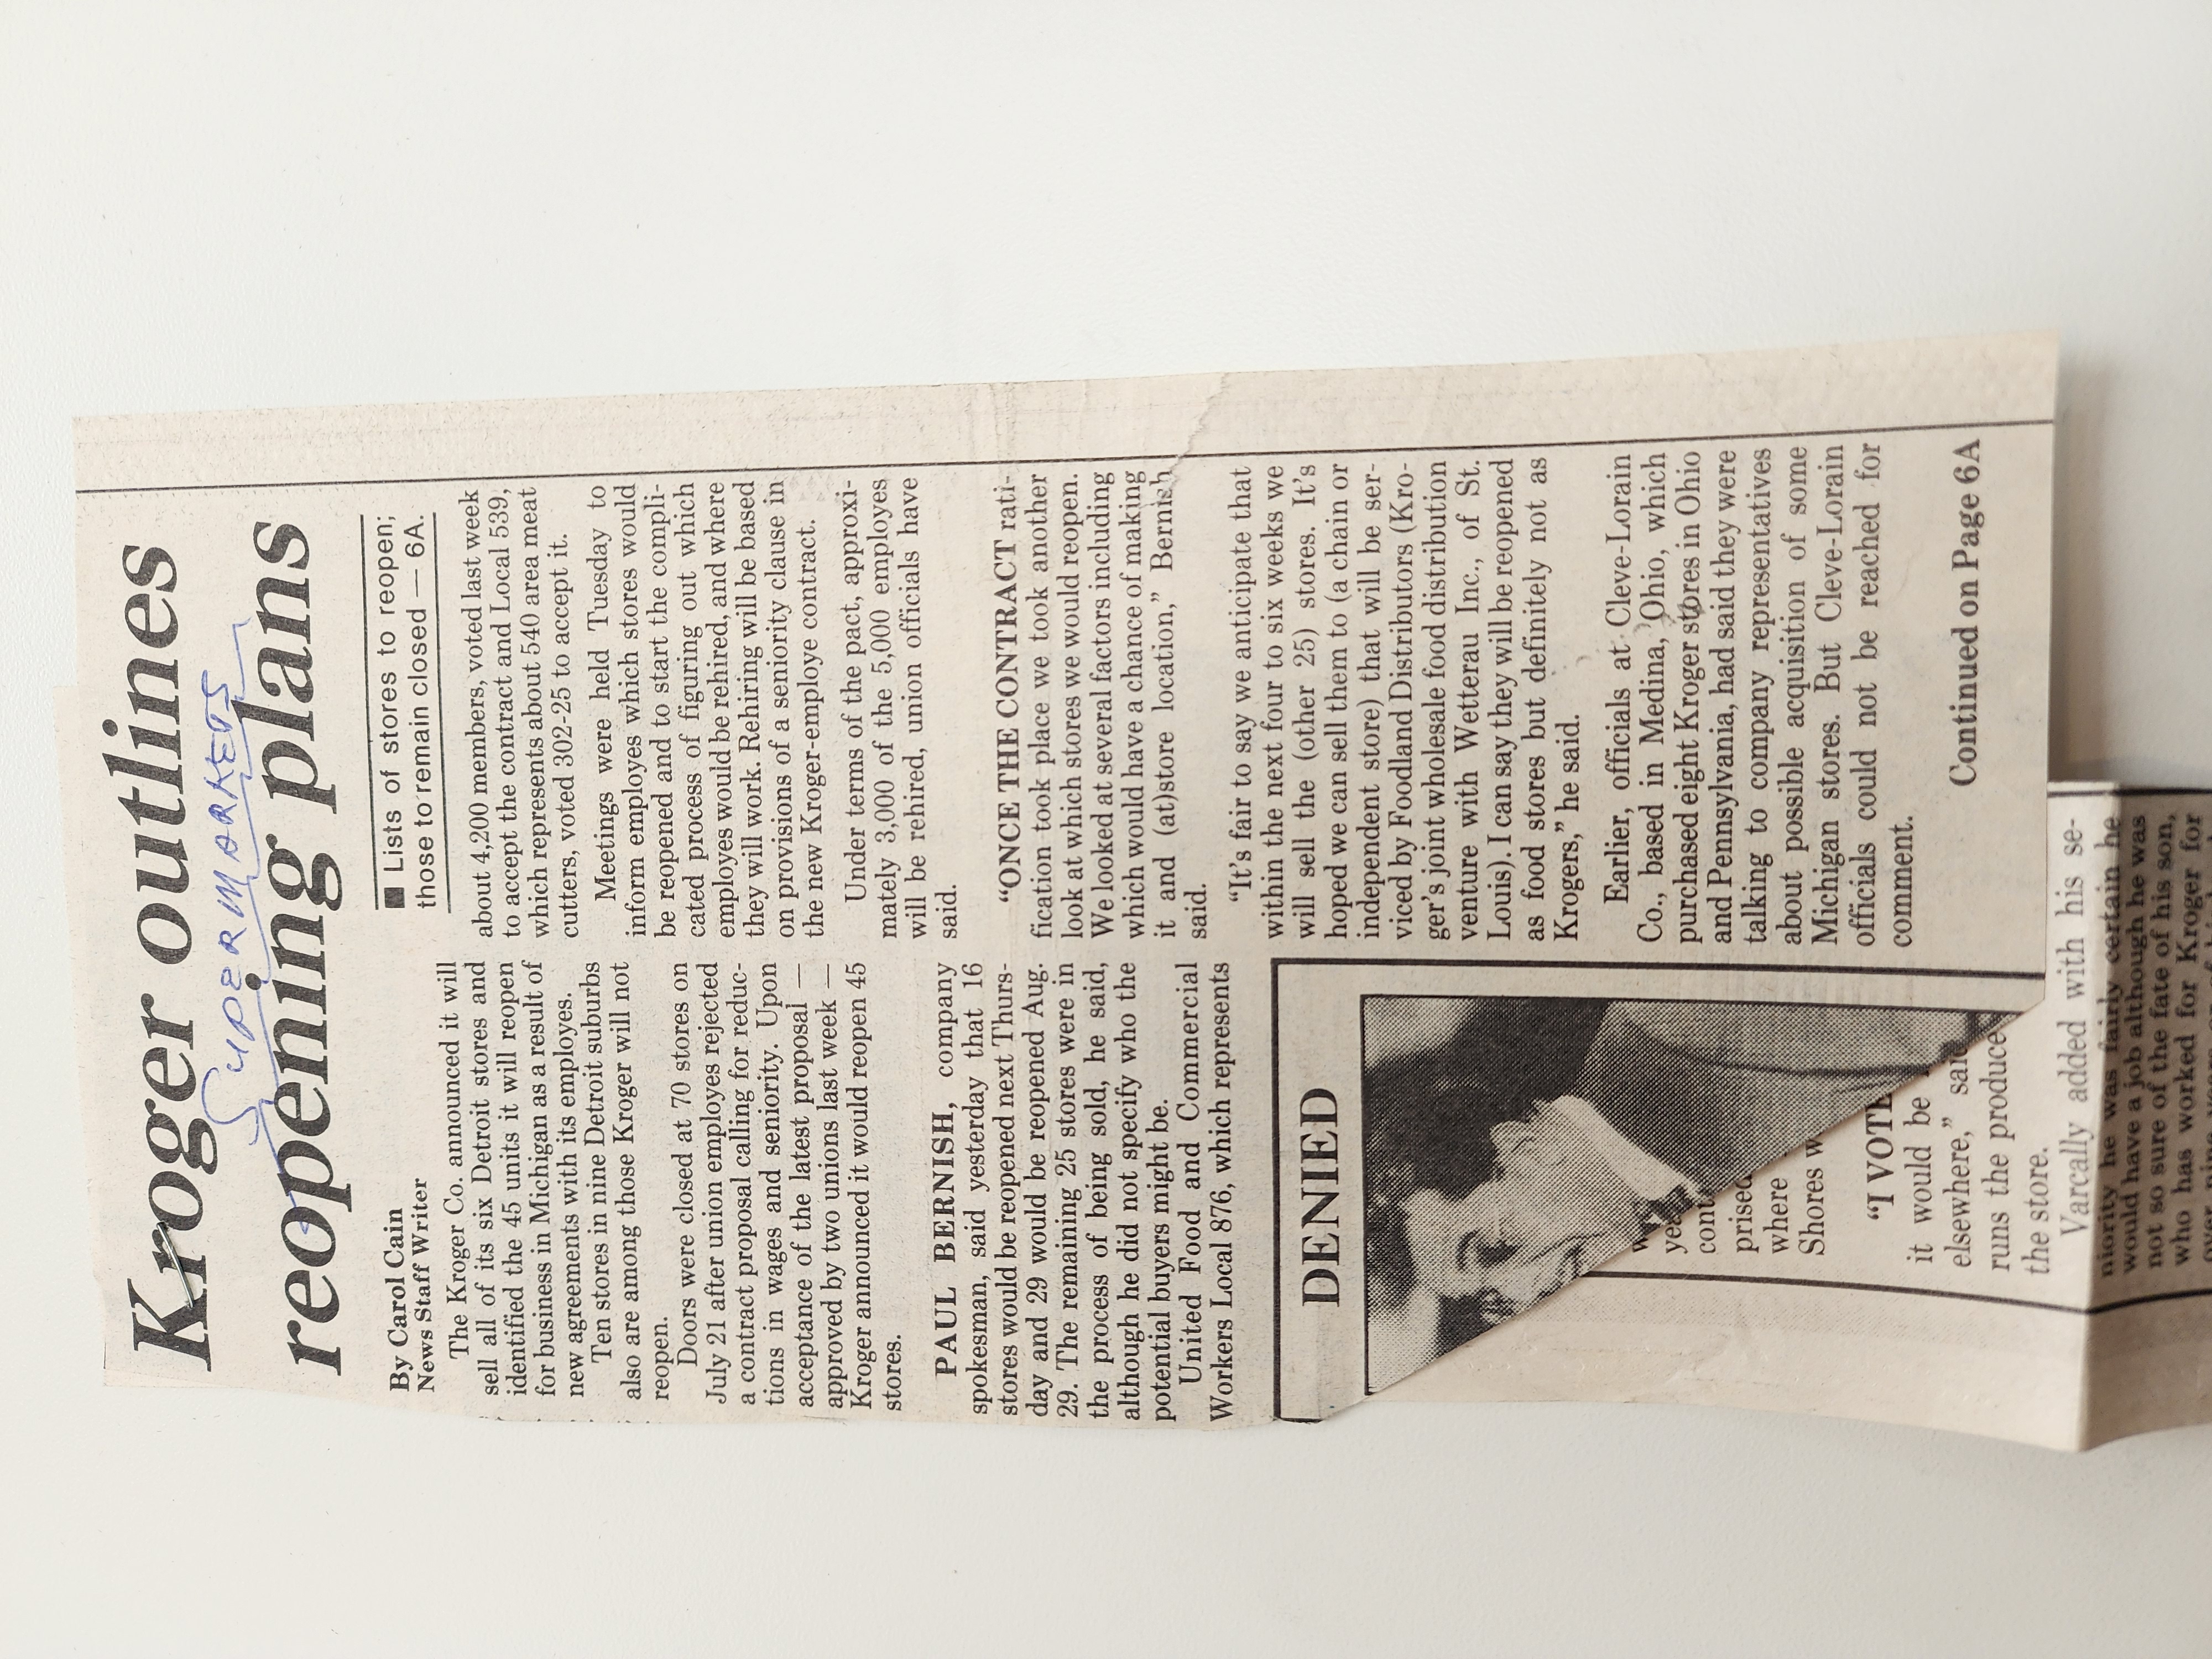 Kroger outlines
SUPERMARKETS
reopening plans
■ Lists of stores to reopen;
those to remain closed — 6A.
By Carol Cain
News Staff Writer
The Kroger Co. announced it will
sell all of its six Detroit stores and
identified the 45 units it will reopen
for business in Michigan as a result of
new agreements with its employes.
Ten stores in nine Detroit suburbs
also are among those Kroger will not
reopen.
Doors were closed at 70 stores on
July 21 after union employes rejected
a contract proposal calling for reduc-
tions in wages and seniority. Upon
acceptance of the latest proposal —
approved by two unions last week —
Kroger announced it would reopen 45
stores.
PAUL BERNISH, company
spokesman, said yesterday that 16
stores would be reopened next Thurs-
day and 29 would be reopened Aug.
29. The remaining 25 stores were in
the process of being sold, he said,
although he did not specify who the
potential buyers might be.
United Food and Commercial
Workers Local 876, which represents
about 4,200 members, voted last week
to accept the contract and Local 539,
which represents about 540 area meat
cutters, voted 302-25 to accept it.
Meetings were held Tuesday to
inform employes which stores would
be reopened and to start the compli-
cated process of figuring out which
employes would be rehired, and where
they will work. Rehiring will be based
on provisions of a seniority clause in
the new Kroger-employe contract.
Under terms of the pact, approxi-
mately 3,000 of the 5,000 employes
will be rehired, union officials have
said.
“ONCE THE CONTRACT rati-
fication took place we took another
look at which stores we would reopen.
We looked at several factors including
which would have a chance of making
it and (at)store location,” Bernish
said.
“It’s fair to say we anticipate that
within the next four to six weeks we
will sell the (other 25) stores. It’s
hoped we can sell them to (a chain or
independent store) that will be ser-
viced by Foodland Distributors (Kro-
ger’s joint wholesale food distribution
venture with Wetterau Inc., of St.
Louis). I can say they will be reopened
as food stores but definitely not as
Krogers,” he said.
Earlier, officials at Cleve-Lorain
Co., based in Medina, Ohio, which
purchased eight Kroger stores in Ohio
and Pennsylvania, had said they were
talking to company representatives
about possible acquisition of some
Michigan stores. But Cleve-Lorain
officials could not be reached for
comment.
Continued on Page 6A
DENIED
prised
where
Shores w
“I VOTE
it would be
elsewhere,” said
runs the produce
the store.
Varcally added with his se-
niority he was fairly certain he
would have a job although he was
not so sure of the fate of his son,
who has worked for Kroger for